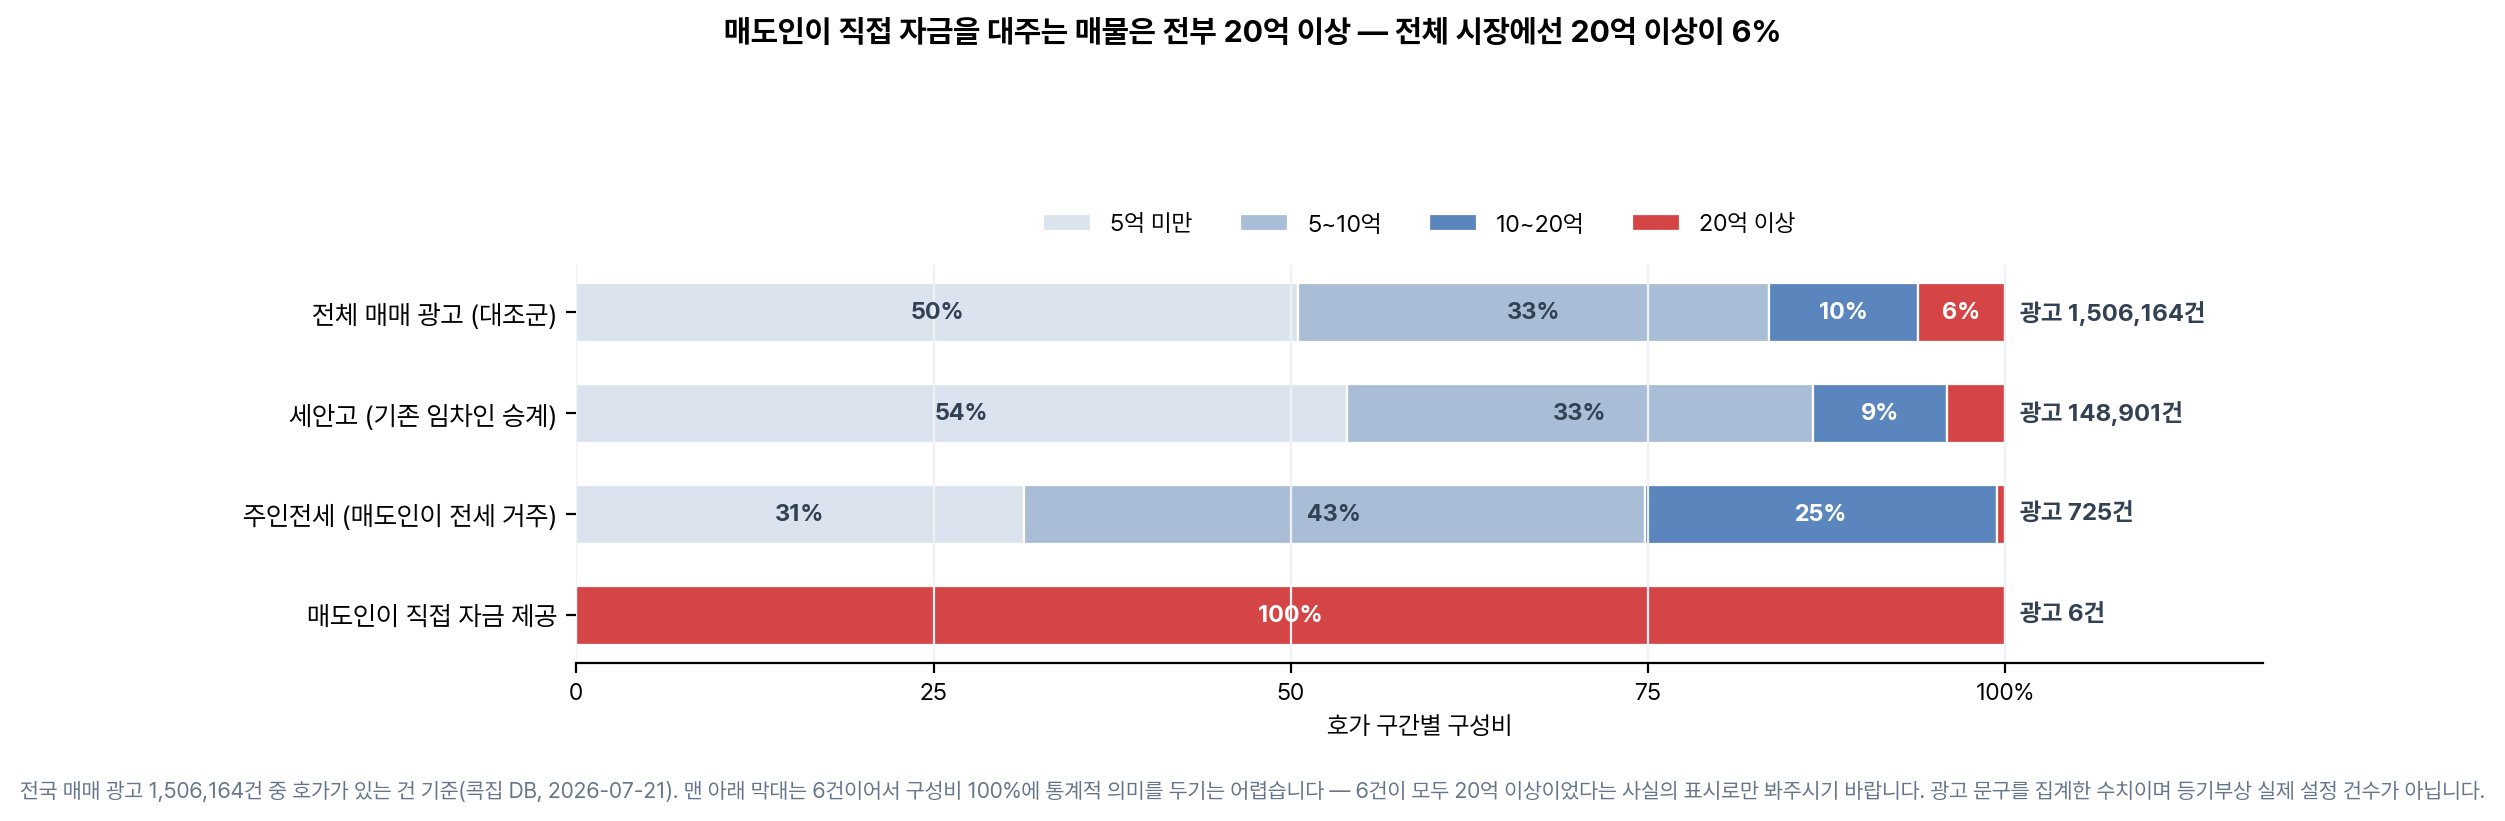 매도인이 직접 자금을 대주는 매물은 전부 20억 이상 — 전체 시장에선 20억 이상이 6%
5억 미만 5~10억 10~20억 20억 이상
전체 매매 광고 (대조군) 50% 33% 10% 6% 광고 1,506,164건
세안고 (기존 임차인 승계) 54% 33% 9% 광고 148,901건
주인전세 (매도인이 전세 거주) 31% 43% 25% 광고 725건
매도인이 직접 자금 제공 100% 광고 6건
0 25 50 75 100%
호가 구간별 구성비
전국 매매 광고 1,506,164건 중 호가가 있는 건 기준(콕집 DB, 2026-07-21). 맨 아래 막대는 6건이어서 구성비 100%에 통계적 의미를 두기는 어렵습니다 — 6건이 모두 20억 이상이었다는 사실의 표시로만 봐주시기 바랍니다. 광고 문구를 집계한 수치이며 등기부상 실제 설정 건수가 아닙니다.